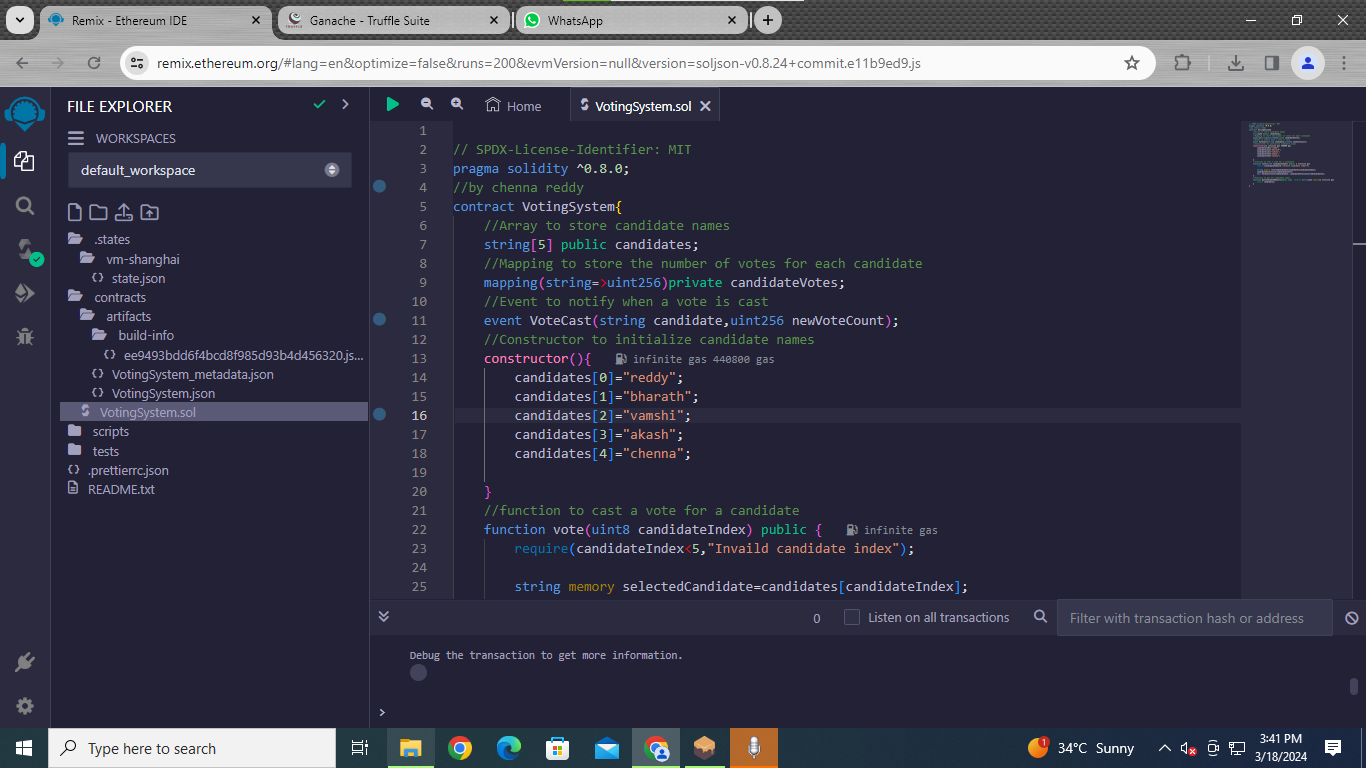 Remix - Ethereum IDE
Ganache - Truffle Suite
WhatsApp
remix.ethereum.org/#lang=en&optimize=false&runs=200&evmVersion=null&version=soljson-v0.8.24+commit.e11b9ed9.js
FILE EXPLORER
WORKSPACES
default_workspace
.states
vm-shanghai
state.json
contracts
artifacts
build-info
ee9493bdd6f4bcd8f985d93b4d456320.js...
VotingSystem_metadata.json
VotingSystem.json
VotingSystem.sol
scripts
tests
.prettierrc.json
README.txt
Home
VotingSystem.sol
1
2 // SPDX-License-Identifier: MIT
3 pragma solidity ^0.8.0;
4 //by chenna reddy
5 contract VotingSystem{
6 //Array to store candidate names
7 string[5] public candidates;
8 //Mapping to store the number of votes for each candidate
9 mapping(string=>uint256)private candidateVotes;
10 //Event to notify when a vote is cast
11 event VoteCast(string candidate,uint256 newVoteCount);
12 //Constructor to initialize candidate names
13 constructor(){ infinite gas 440800 gas
14 candidates[0]="reddy";
15 candidates[1]="bharath";
16 candidates[2]="vamshi";
17 candidates[3]="akash";
18 candidates[4]="chenna";
19
20 }
21 //function to cast a vote for a candidate
22 function vote(uint8 candidateIndex) public { infinite gas
23 require(candidateIndex<5,"Invaild candidate index");
24
25 string memory selectedCandidate=candidates[candidateIndex];
0
Listen on all transactions
Filter with transaction hash or address
Debug the transaction to get more information.
>
Type here to search
1
34°C Sunny
3:41 PM
3/18/2024